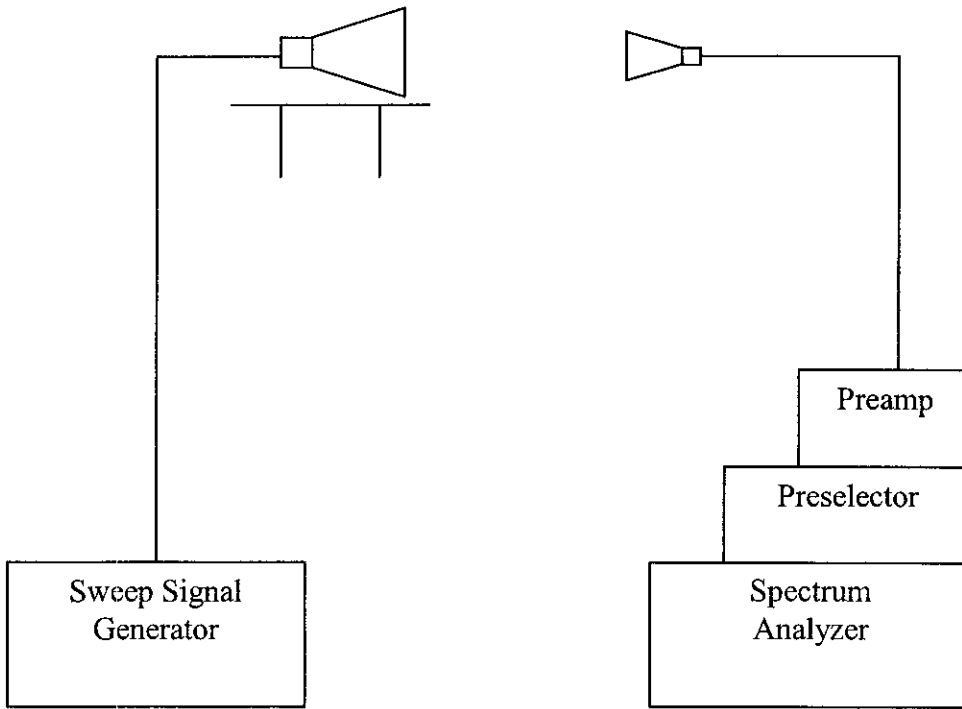 Preamp
Preselector
Sweep Signal
Generator
Spectrum
Analyzer